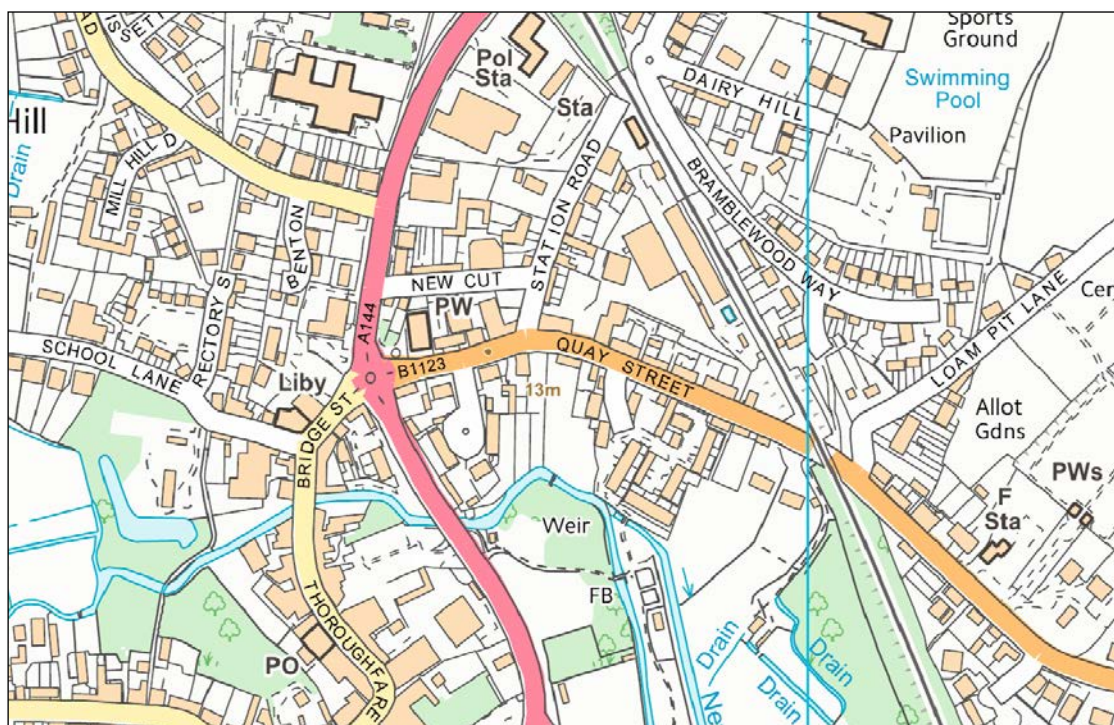 Sports
Ground
Swimming
Pool
Pavilion
Pol
Sta
Sta
DAIRY HILL
BRAMBLEWOOD WAY
STATION ROAD
Hill
Drain
MILL HILL D
BENTON
RECTORY S
A144
NEW CUT
PW
LOAM PIT LANE
SCHOOL LANE
Liby
BRIDGE ST
B1123
QUAY STREET
13m
Allot
Gdns
PWs
F
Sta
Weir
FB
THOROUGHFARE
PO
Drain
Drain
Drain